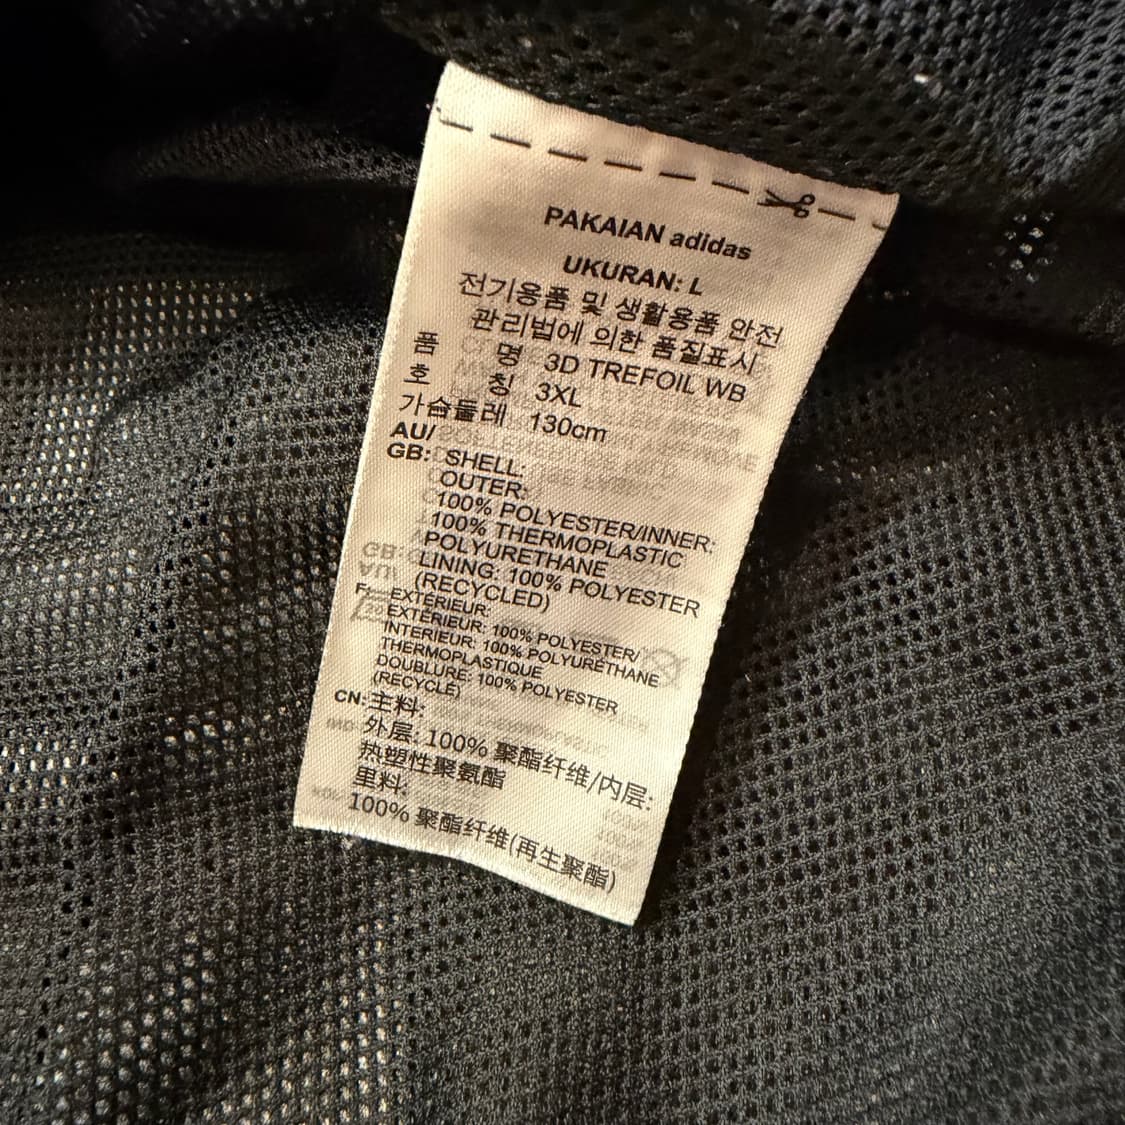 PAKAIAN adidas
UKURAN: L
전기용품 및 생활용품 안전
관리법에 의한 품질표시
품 명 3D TREFOIL WB
호 칭 3XL
가슴둘레 130cm
AU/
GB: SHELL:
OUTER:
100% POLYESTER/INNER:
100% THERMOPLASTIC
POLYURETHANE
LINING: 100% POLYESTER
(RECYCLED)
F: EXTÉRIEUR:
EXTÉRIEUR: 100% POLYESTER/
INTERIEUR: 100% POLYURÉTHANE
THERMOPLASTIQUE
DOUBLURE: 100% POLYESTER
(RECYCLÉ)
CN: 主料:
外层: 100% 聚酯纤维/内层:
热塑性聚氨酯
里料:
100% 聚酯纤维(再生聚酯)